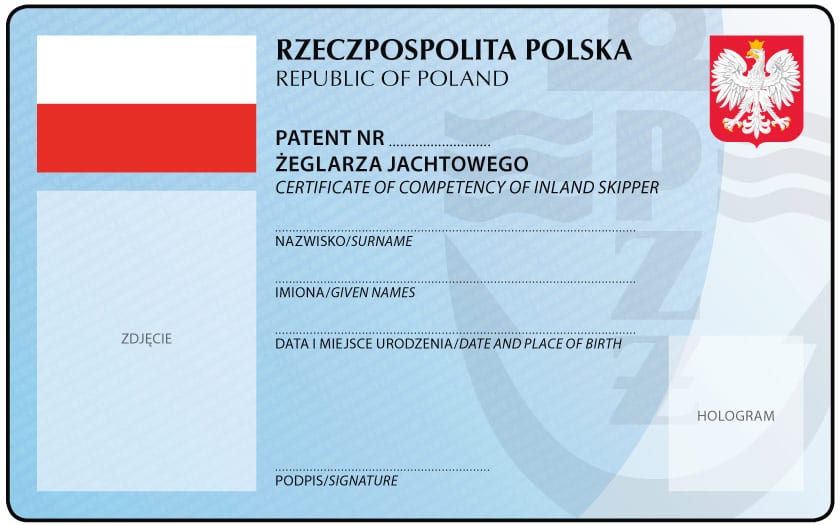 RZECZPOSPOLITA POLSKA
REPUBLIC OF POLAND
PATENT NR ..............................
ŻEGLARZA JACHTOWEGO
CERTIFICATE OF COMPETENCY OF INLAND SKIPPER
NAZWISKO/SURNAME
IMIONA/GIVEN NAMES
DATA I MIEJSCE URODZENIA/DATE AND PLACE OF BIRTH
PODPIS/SIGNATURE
ZDJĘCIE
HOLOGRAM
P
Z
Ż